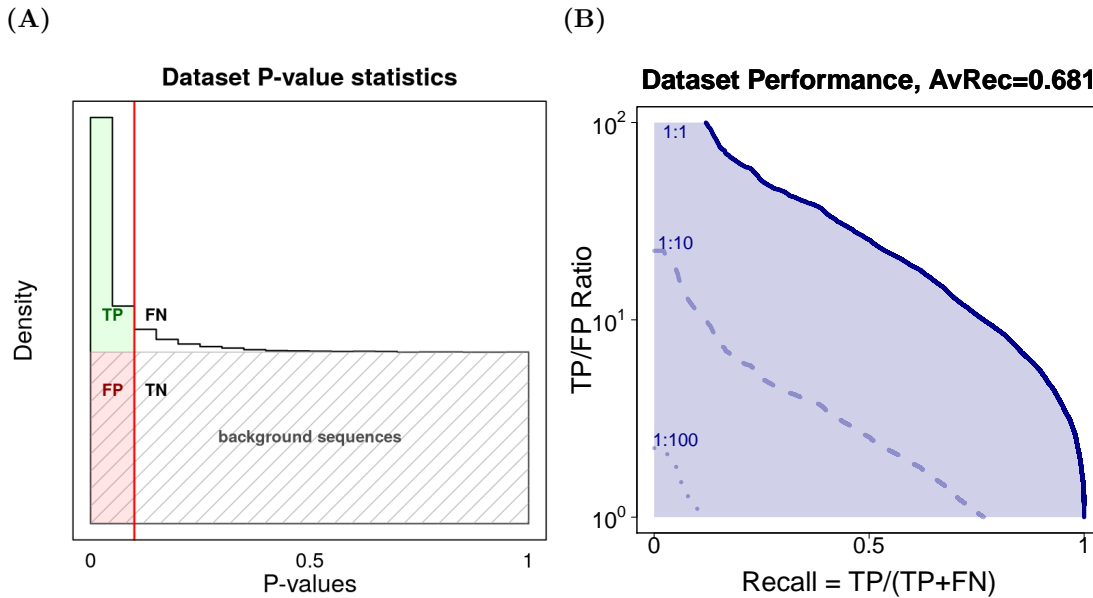 (A)
Dataset P-value statistics
Density
TP
FN
FP
TN
background sequences
0
0.5
1
P-values
(B)
Dataset Performance, AvRec=0.681
TP/FP Ratio
10²
10¹
10⁰
1:1
1:10
1:100
0
0.5
1
Recall = TP/(TP+FN)